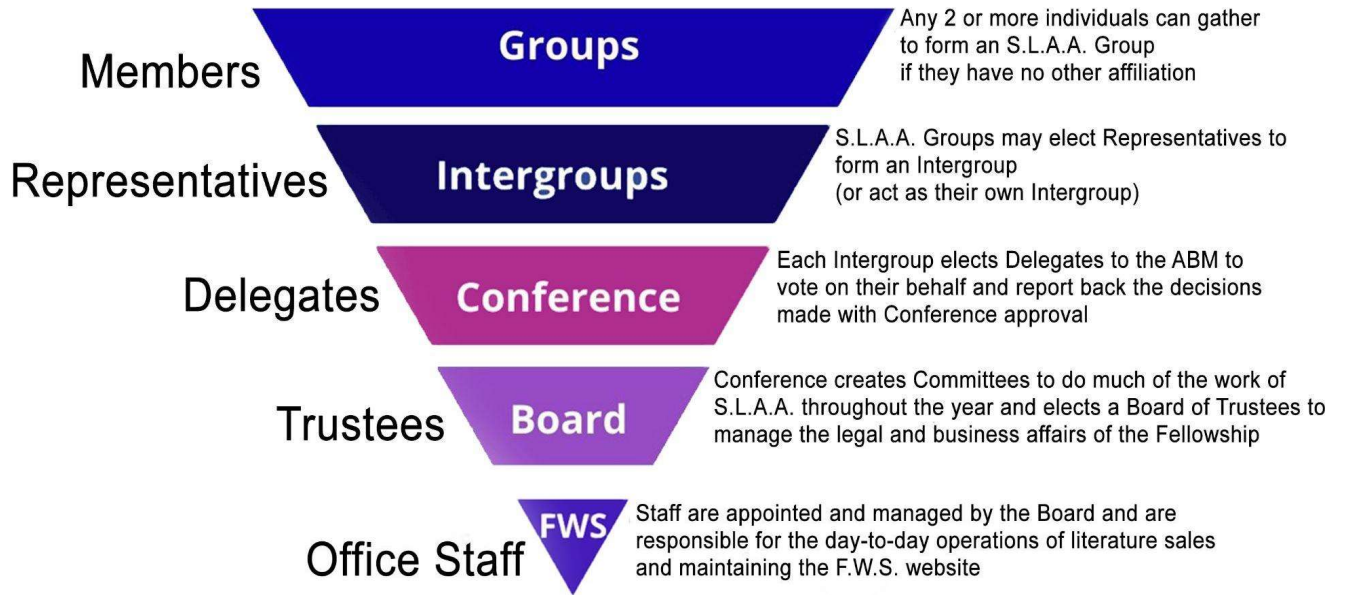 Members
Groups
Any 2 or more individuals can gather
to form an S.L.A.A. Group
if they have no other affiliation
Representatives
Intergroups
S.L.A.A. Groups may elect Representatives to
form an Intergroup
(or act as their own Intergroup)
Delegates
Conference
Each Intergroup elects Delegates to the ABM to
vote on their behalf and report back the decisions
made with Conference approval
Trustees
Board
Conference creates Committees to do much of the work of
S.L.A.A. throughout the year and elects a Board of Trustees to
manage the legal and business affairs of the Fellowship
Office Staff
FWS
Staff are appointed and managed by the Board and are
responsible for the day-to-day operations of literature sales
and maintaining the F.W.S. website